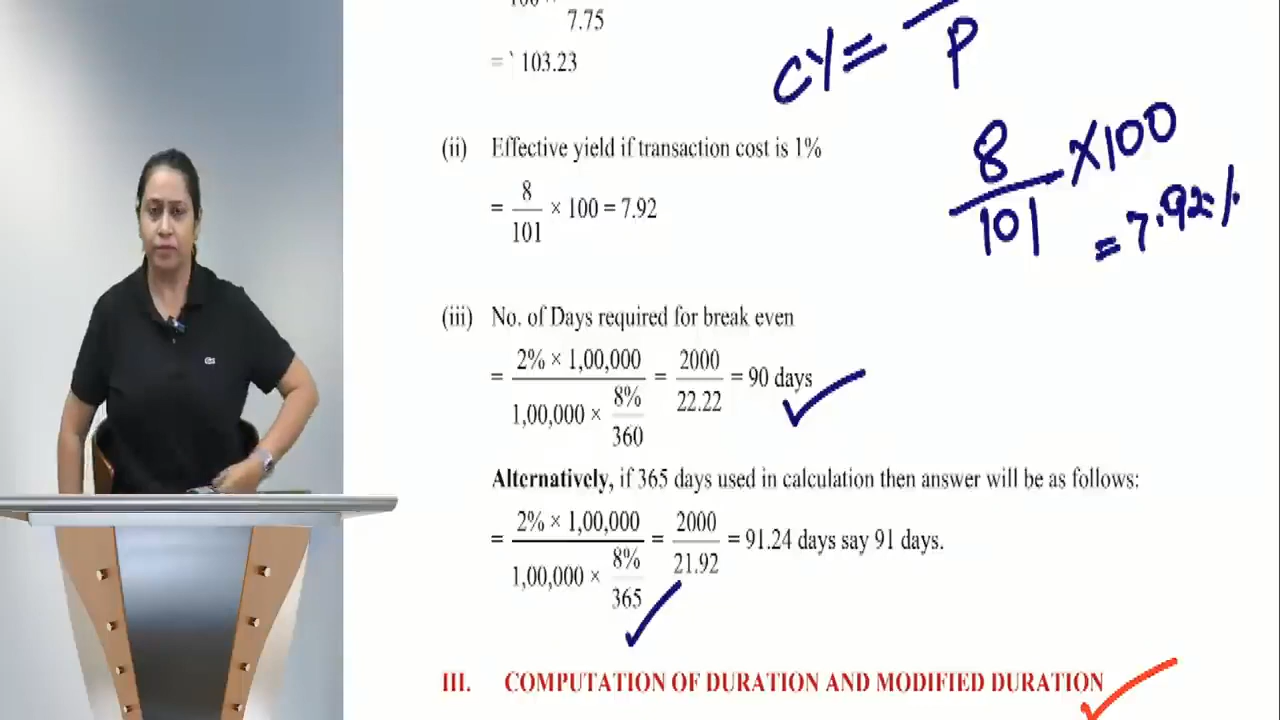 7.75
= ` 103.23
CY = 
P
(ii) Effective yield if transaction cost is 1%
= 8/101 × 100 = 7.92
8/101 × 100
= 7.92%
(iii) No. of Days required for break even
= 2% × 1,00,000 / 1,00,000 × 8%/360 = 2000/22.22 = 90 days
Alternatively, if 365 days used in calculation then answer will be as follows:
= 2% × 1,00,000 / 1,00,000 × 8%/365 = 2000/21.92 = 91.24 days say 91 days.
III. COMPUTATION OF DURATION AND MODIFIED DURATION